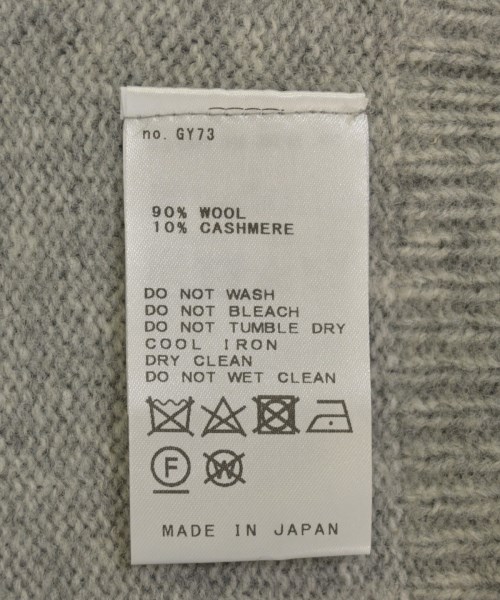 no. GY73
90% WOOL
10% CASHMERE
DO NOT WASH
DO NOT BLEACH
DO NOT TUMBLE DRY
COOL IRON
DRY CLEAN
DO NOT WET CLEAN
F W
MADE IN JAPAN